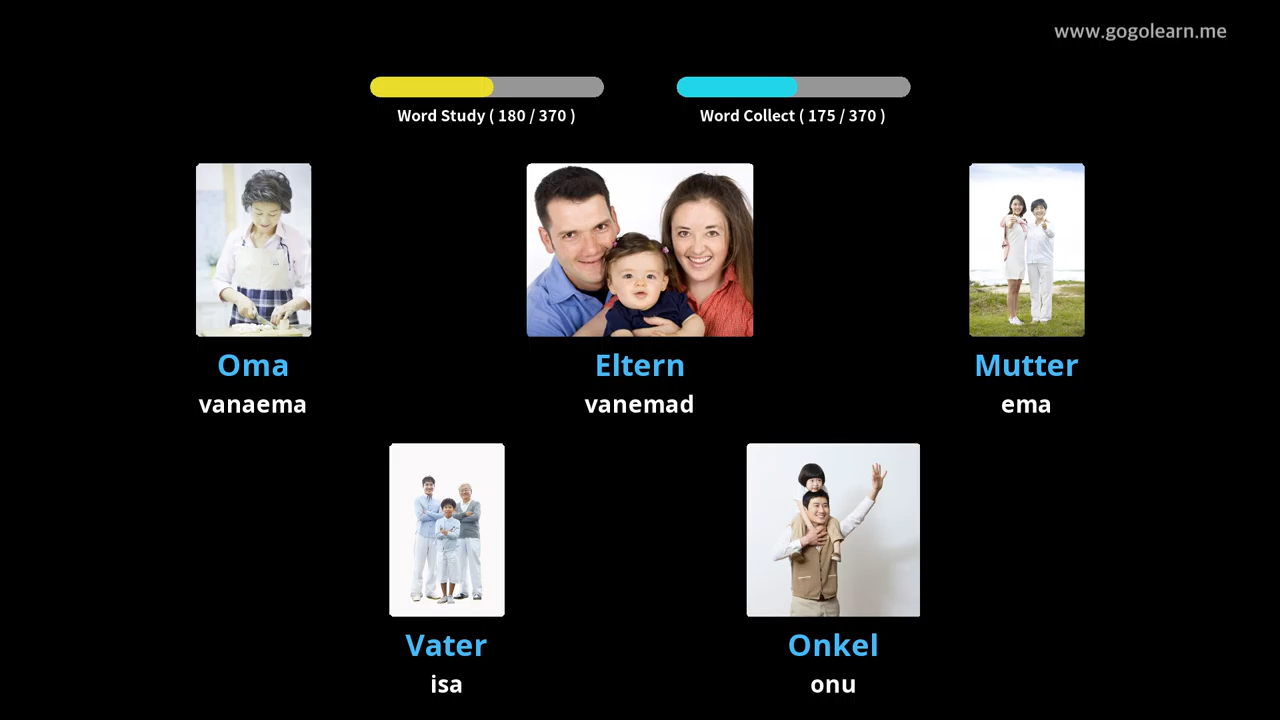 www.gogolearn.me
Word Study ( 180 / 370 )
Word Collect ( 175 / 370 )
Oma
vanaema
Eltern
vanemad
Mutter
ema
Vater
isa
Onkel
onu